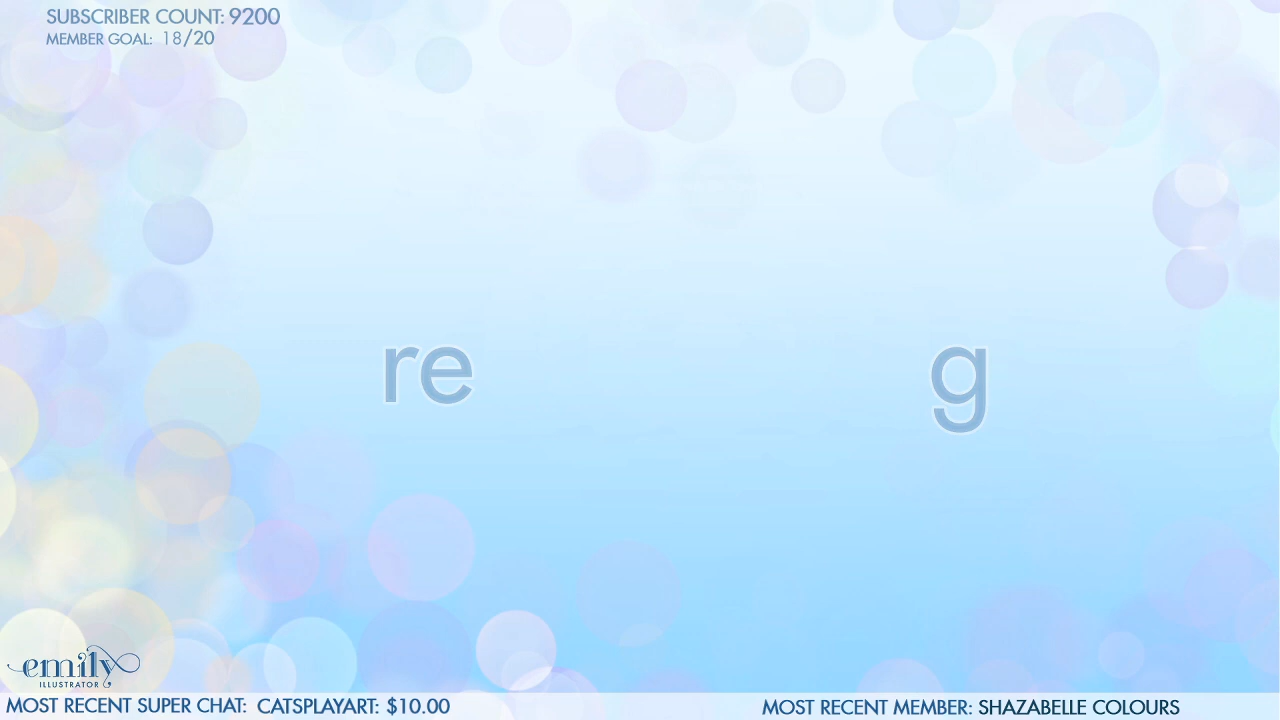 SUBSCRIBER COUNT: 9200
MEMBER GOAL: 18/20
re g
emily
ILLUSTRATOR
MOST RECENT SUPER CHAT: CATSPLAYART: $10.00 MOST RECENT MEMBER: SHAZABELLE COLOURS